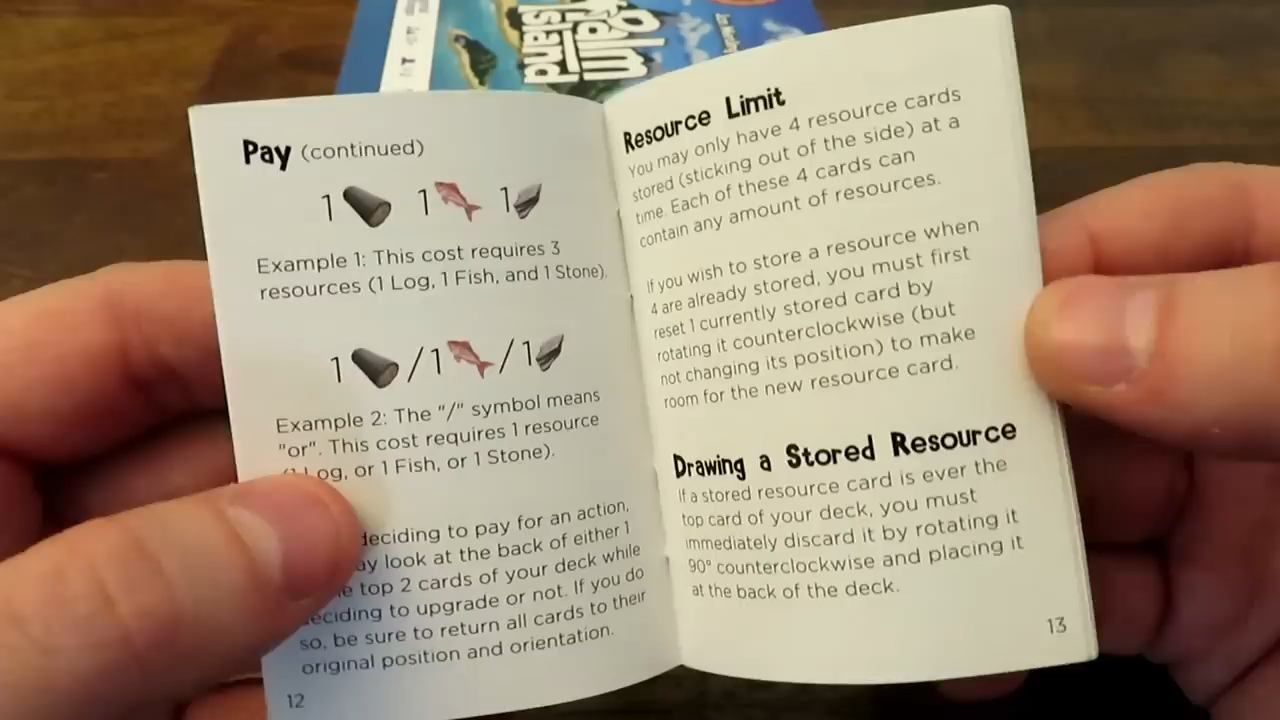 Palm
Island
Pay (continued)
1 1 1
Example 1: This cost requires 3
resources (1 Log, 1 Fish, and 1 Stone).
1 /1 /1
Example 2: The "/" symbol means
"or". This cost requires 1 resource
Log, or 1 Fish, or 1 Stone).
deciding to pay for an action,
look at the back of either 1
top 2 cards of your deck while
deciding to upgrade or not. If you do
so, be sure to return all cards to their
original position and orientation.
12
Resource Limit
You may only have 4 resource cards
stored (sticking out of the side) at a
time. Each of these 4 cards can
contain any amount of resources.
If you wish to store a resource when
4 are already stored, you must first
reset 1 currently stored card by
rotating it counterclockwise (but
not changing its position) to make
room for the new resource card.
Drawing a Stored Resource
If a stored resource card is ever the
top card of your deck, you must
immediately discard it by rotating it
90° counterclockwise and placing it
at the back of the deck.
13